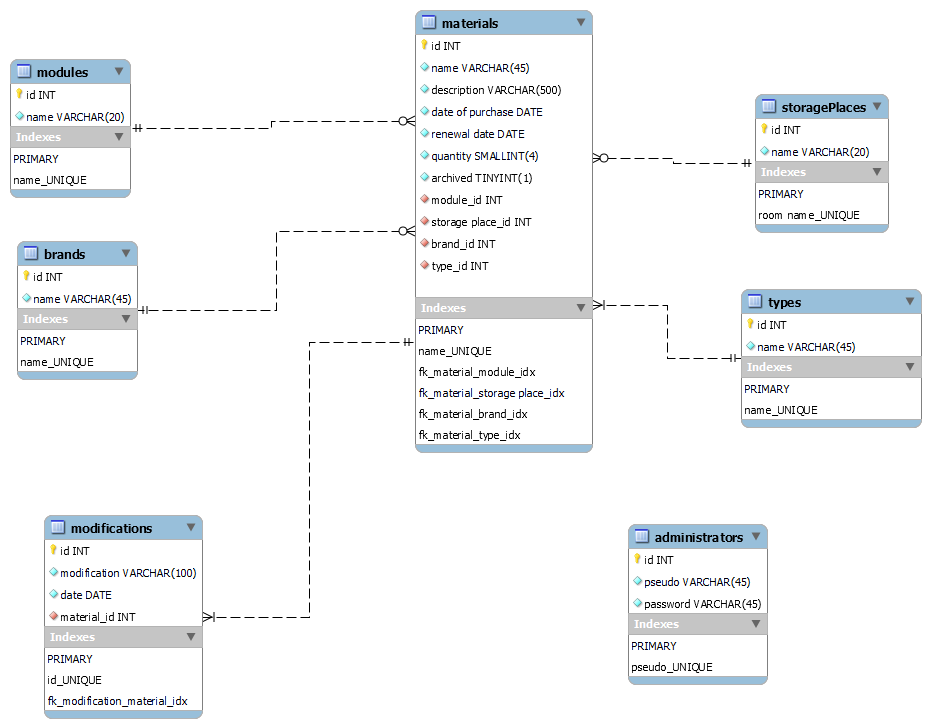 modules
id INT
name VARCHAR(20)
Indexes
PRIMARY
name_UNIQUE
brands
id INT
name VARCHAR(45)
Indexes
PRIMARY
name_UNIQUE
materials
id INT
name VARCHAR(45)
description VARCHAR(500)
date of purchase DATE
renewal date DATE
quantity SMALLINT(4)
archived TINYINT(1)
module_id INT
storage place_id INT
brand_id INT
type_id INT
Indexes
PRIMARY
name_UNIQUE
fk_material_module_idx
fk_material_storage place_idx
fk_material_brand_idx
fk_material_type_idx
storagePlaces
id INT
name VARCHAR(20)
Indexes
PRIMARY
room name_UNIQUE
types
id INT
name VARCHAR(45)
Indexes
PRIMARY
name_UNIQUE
modifications
id INT
modification VARCHAR(100)
date DATE
material_id INT
Indexes
PRIMARY
id_UNIQUE
fk_modification_material_idx
administrators
id INT
pseudo VARCHAR(45)
password VARCHAR(45)
Indexes
PRIMARY
pseudo_UNIQUE